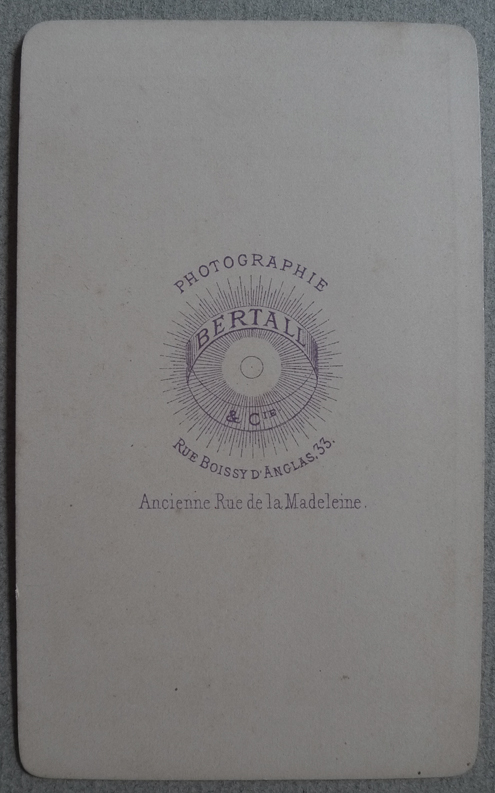 PHOTOGRAPHIE
BERTALL
& CIE
RUE BOISSY D'ANGLAS, 33.
Ancienne Rue de la Madeleine.